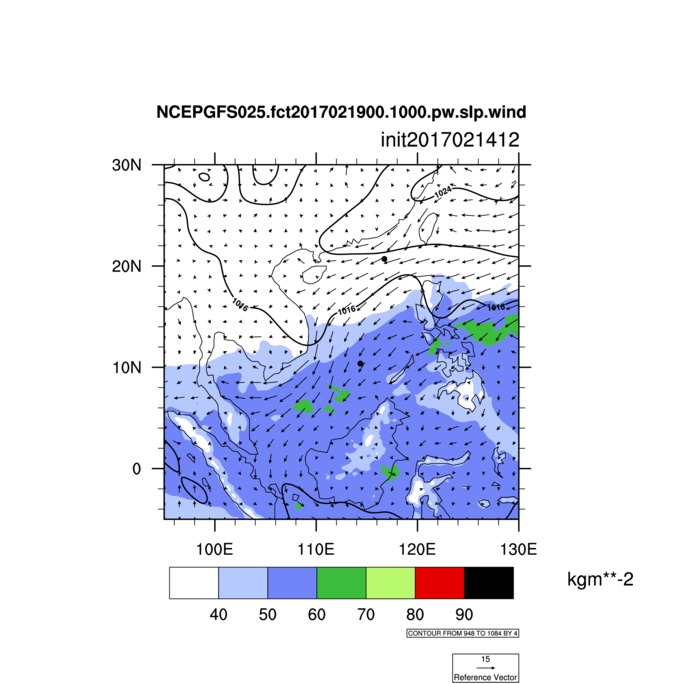 NCEPGFS025.fct2017021900.1000.pw.slp.wind
init2017021412
30N
1024
20N
1016
1016
1016
10N
0
100E 110E 120E 130E
kgm**-2
40 50 60 70 80 90
CONTOUR FROM 948 TO 1084 BY 4
15
Reference Vector